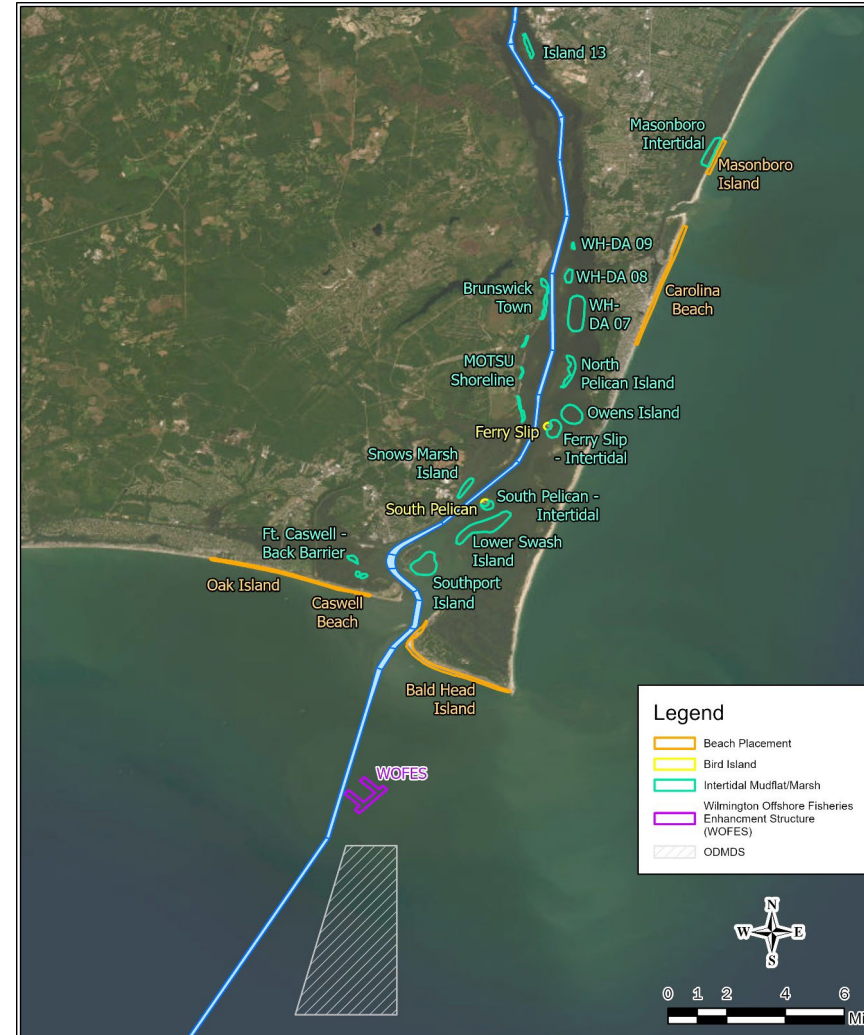 Island 13
Masonboro
Intertidal
Masonboro
Island
WH-DA 09
WH-DA 08
Brunswick
Town
WH-
DA 07
Carolina
Beach
MOTSU
Shoreline
North
Pelican Island
Owens Island
Ferry Slip
Ferry Slip
- Intertidal
Snows Marsh
Island
South Pelican
South Pelican -
Intertidal
Ft. Caswell -
Back Barrier
Lower Swash
Island
Oak Island
Caswell
Beach
Southport
Island
Bald Head
Island
WOFES
Legend
Beach Placement
Bird Island
Intertidal Mudflat/Marsh
Wilmington Offshore Fisheries
Enhancment Structure
(WOFES)
ODMDS
N
W
E
S
0 1 2 4 6